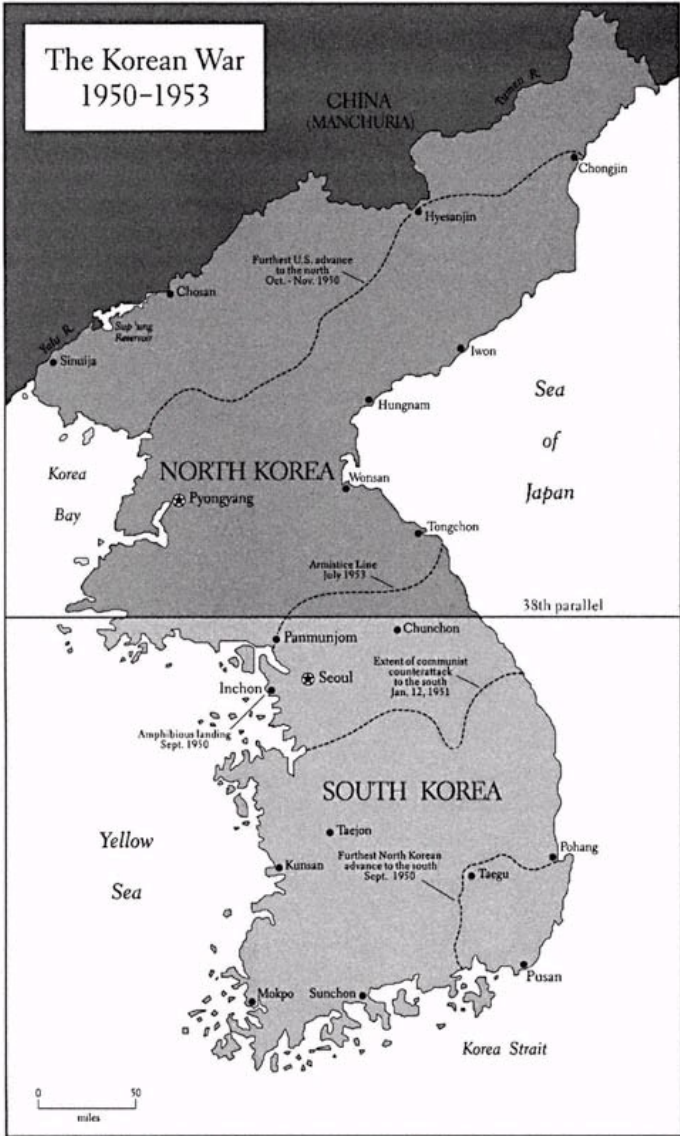 The Korean War
1950–1953
CHINA
(MANCHURIA)
Tumen R.
Chongjin
Hyesanjin
Furthest U.S. advance
to the north
Oct. - Nov. 1950
Chosan
Sup'ung
Reservoir
Yalu R.
Sinuija
Iwon
Hungnam
Sea
of
Japan
Korea
Bay
NORTH KOREA
Wonsan
Pyongyang
Tongchon
Armistice Line
July 1953
38th parallel
Panmunjom
Chunchon
Seoul
Extent of communist
counterattack
to the south
Jan. 12, 1951
Inchon
Amphibious landing
Sept. 1950
SOUTH KOREA
Yellow
Sea
Taejon
Kunsan
Furthest North Korean
advance to the south
Sept. 1950
Pohang
Taegu
Pusan
Mokpo
Sunchon
Korea Strait
0 50
miles